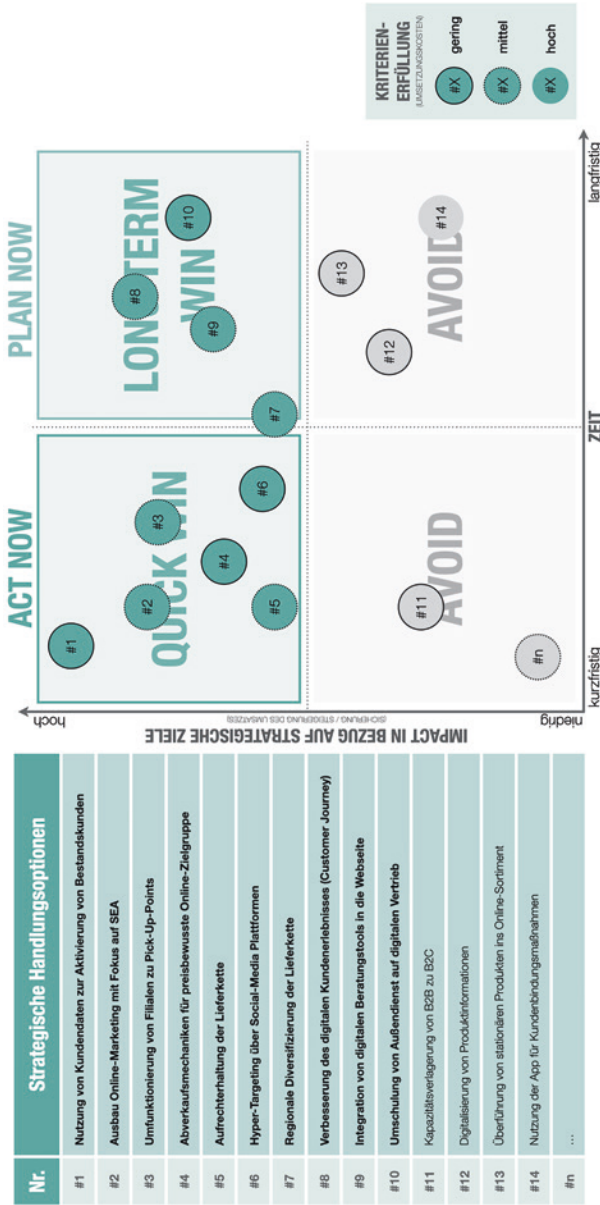 Nr. Strategische Handlungsoptionen
#1 Nutzung von Kundendaten zur Aktivierung von Bestandskunden
#2 Ausbau Online-Marketing mit Fokus auf SEA
#3 Umfunktionierung von Filialen zu Pick-Up-Points
#4 Abverkaufsmechaniken für preisbewusste Online-Zielgruppe
#5 Aufrechterhaltung der Lieferkette
#6 Hyper-Targeting über Social-Media Plattformen
#7 Regionale Diversifizierung der Lieferkette
#8 Verbesserung des digitalen Kundenerlebnisses (Customer Journey)
#9 Integration von digitalen Beratungstools in die Webseite
#10 Umschulung von Außendienst auf digitalen Vertrieb
#11 Kapazitätsverlagerung von B2B zu B2C
#12 Digitalisierung von Produktinformationen
#13 Überführung von stationären Produkten ins Online-Sortiment
#14 Nutzung der App für Kundenbindungsmaßnahmen
#n ...
IMPACT IN BEZUG AUF STRATEGISCHE ZIELE
(SICHERUNG / STEIGERUNG DES UMSATZES)
hoch
niedrig
ACT NOW
PLAN NOW
QUICK WIN
#1
#2
#3
#4
#5
#6
LONG TERM
WIN
#7
#8
#9
#10
AVOID
#11
#n
AVOID
#12
#13
#14
kurzfristig
ZEIT
langfristig
KRITERIEN-
ERFÜLLUNG
(UMSETZUNGSKOSTEN)
#X gering
#X mittel
#X hoch